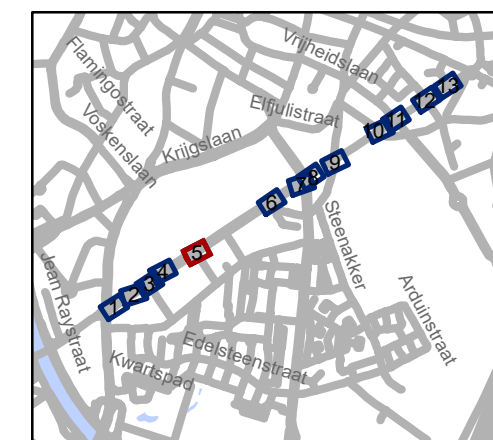 Vrijheidslaan
Flamingostraat
Elfjulistraat
Voskenslaan
Krijgslaan
13
12
11
10
9
8
7
6
5
4
3
2
1
Steenakker
Jean Raystraat
Arduinstraat
Edelsteenstraat
Kwartspad